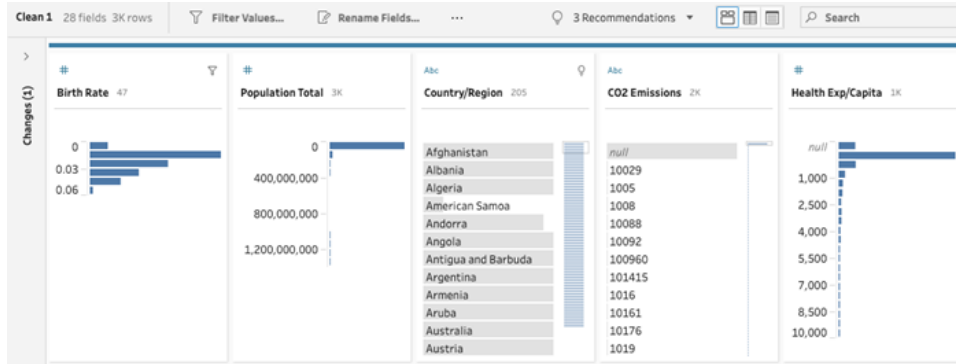 Clean 1 28 fields 3K rows Filter Values... Rename Fields... ... 3 Recommendations Search
Changes (1)
# 
Birth Rate 47
0
0.03
0.06
#
Population Total 3K
0
400,000,000
800,000,000
1,200,000,000
Abc
Country/Region 205
Afghanistan
Albania
Algeria
American Samoa
Andorra
Angola
Antigua and Barbuda
Argentina
Armenia
Aruba
Australia
Austria
Abc
CO2 Emissions 2K
null
10029
1005
1008
10088
10092
100960
101415
1016
10161
10176
1019
#
Health Exp/Capita 1K
null
1,000
2,500
4,000
5,500
7,000
8,500
10,000